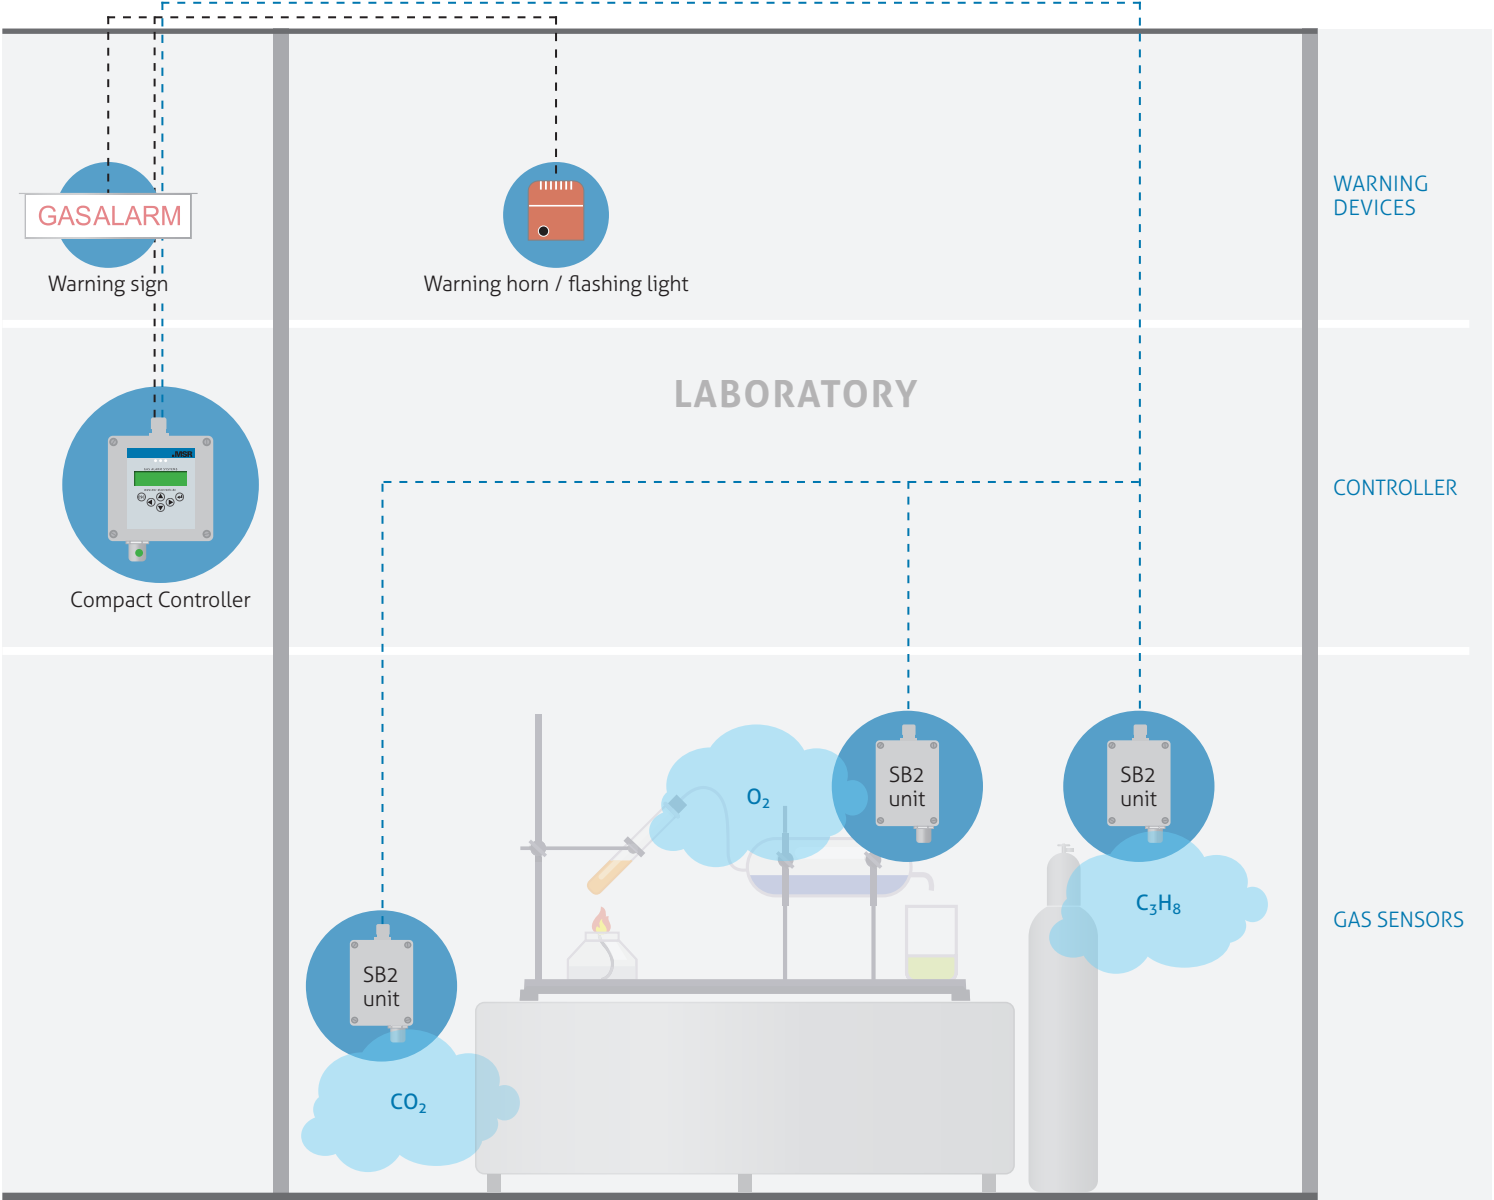 GASALARM
Warning sign
Warning horn / flashing light
WARNING
DEVICES
LABORATORY
MSR
Compact Controller
CONTROLLER
O₂
SB2
unit
SB2
unit
C₃H₈
GAS SENSORS
SB2
unit
CO₂